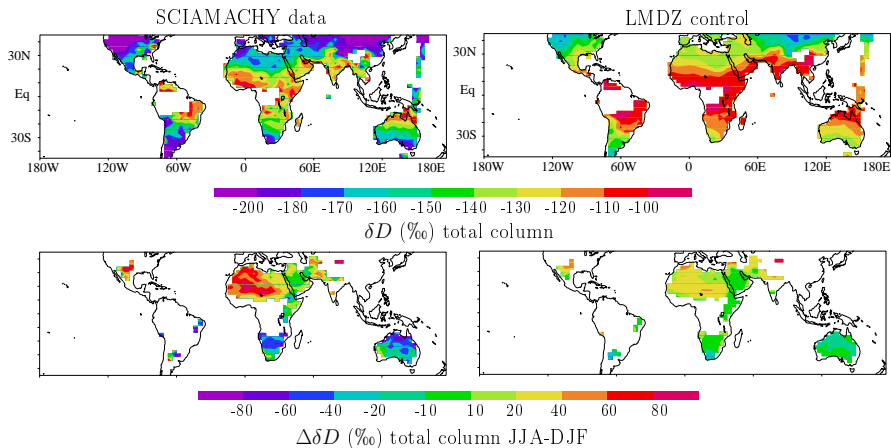 SCIAMACHY data
LMDZ control
30N
Eq
30S
180W 120W 60W 0 60E 120E 180E
30N
Eq
30S
180W 120W 60W 0 60E 120E 180E
-200 -180 -170 -160 -150 -140 -130 -120 -110 -100
δD (‰) total column
-80 -60 -40 -20 -10 10 20 40 60 80
ΔδD (‰) total column JJA-DJF